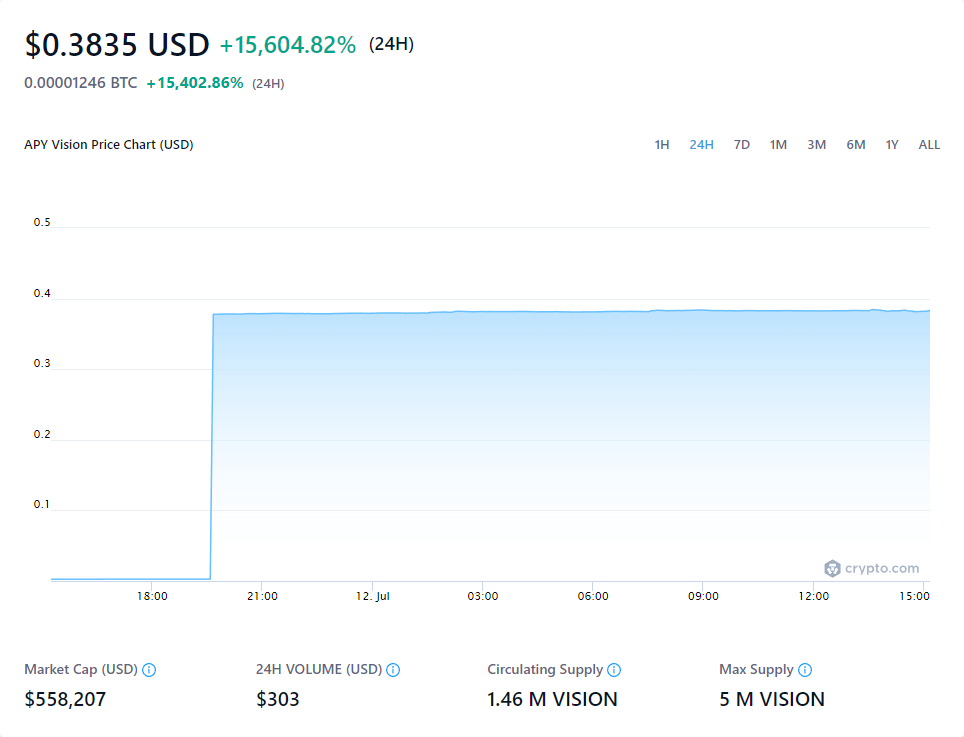 $0.3835 USD +15,604.82% (24H)
0.00001246 BTC +15,402.86% (24H)
APY Vision Price Chart (USD) 1H 24H 7D 1M 3M 6M 1Y ALL
0.5
0.4
0.3
0.2
0.1
crypto.com
18:00 21:00 12. Jul 03:00 06:00 09:00 12:00 15:00
Market Cap (USD) 24H VOLUME (USD) Circulating Supply Max Supply
$558,207 $303 1.46 M VISION 5 M VISION